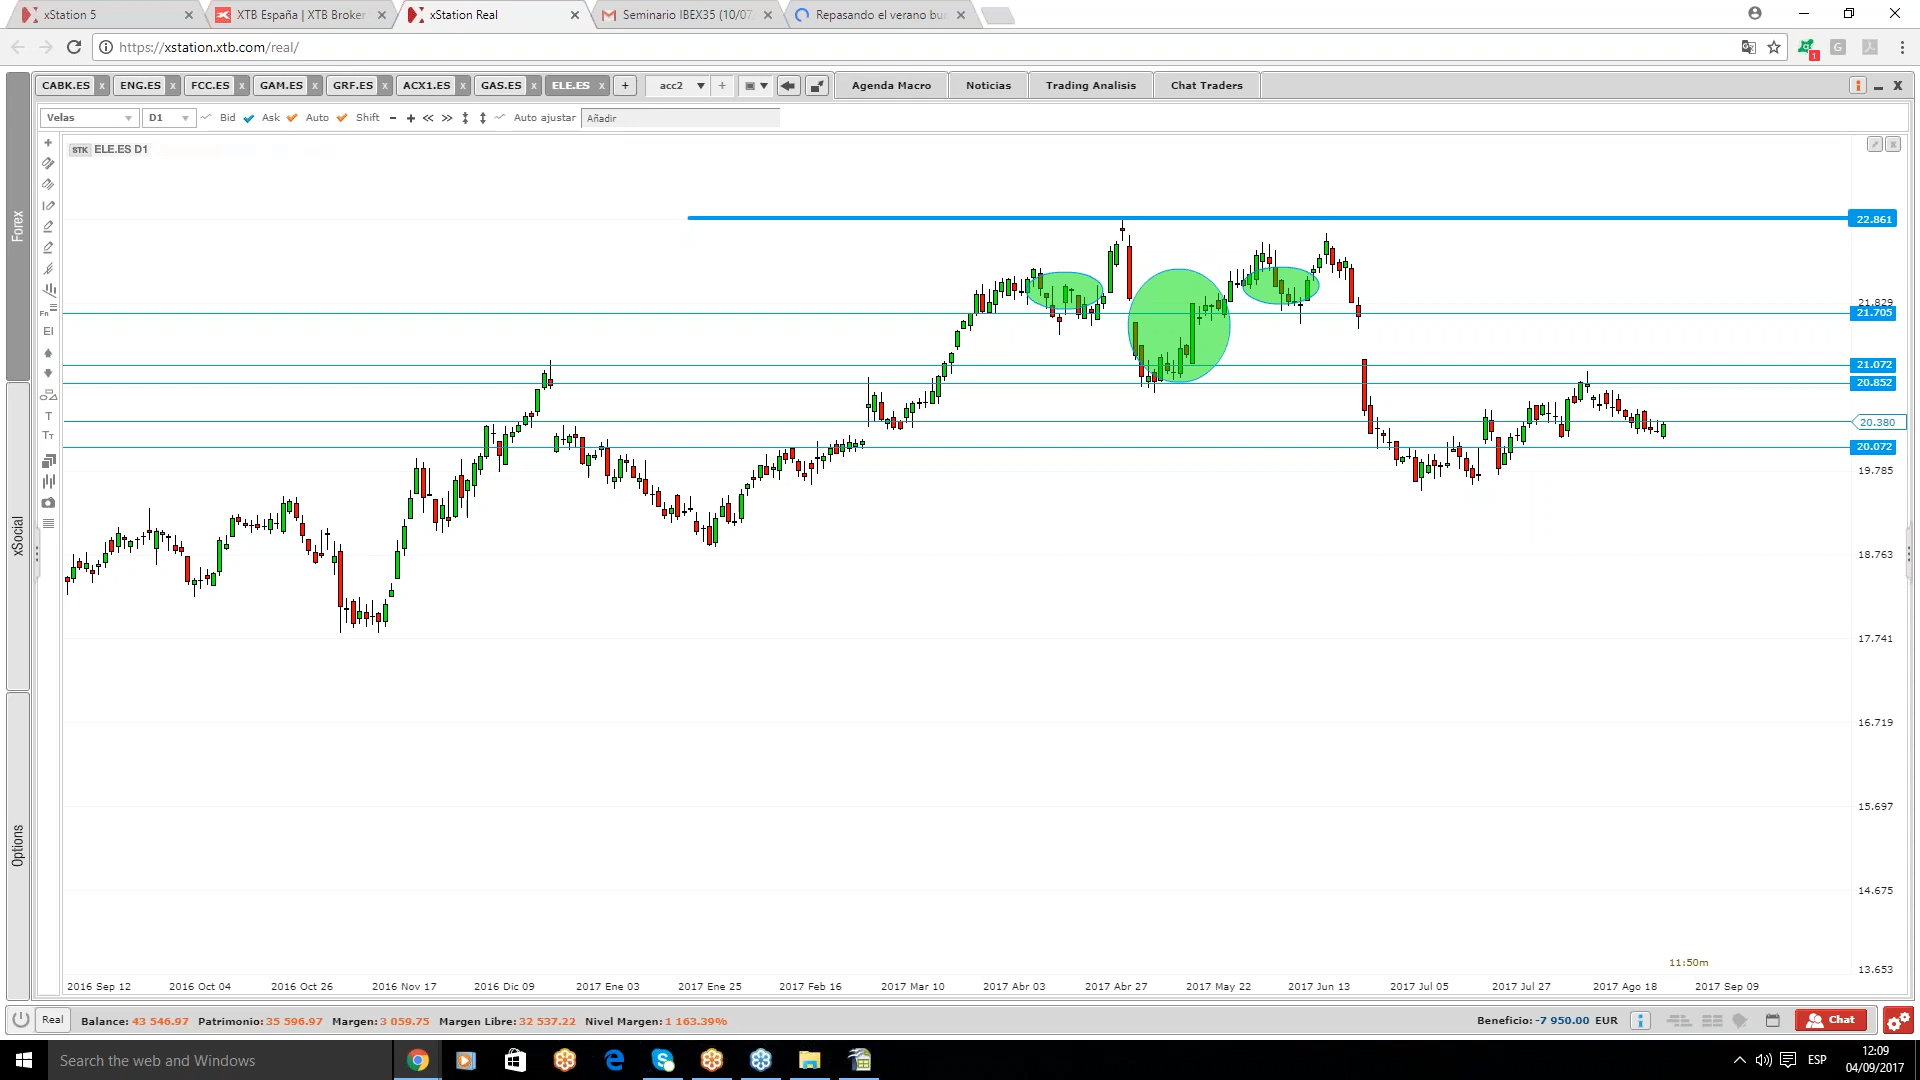 xStation 5
XTB España | XTB Broker
xStation Real
Seminario IBEX35 (10/07
Repasando el verano bu
https://xstation.xtb.com/real/
CABK.ES x ENG.ES x FCC.ES x GAM.ES x GRF.ES x ACX1.ES x GAS.ES x ELE.ES x + acc2 Agenda Macro Noticias Trading Analisis Chat Traders
Velas D1 Bid Ask Auto Shift Auto ajustar Añadir
STK ELE.ES D1
Forex
xSocial
Options
Fn
EI
T
TT
22.861
21.829
21.705
21.072
20.852
20.380
20.072
19.785
18.763
17.741
16.719
15.697
14.675
13.653
11:50m
2016 Sep 12 2016 Oct 04 2016 Oct 26 2016 Nov 17 2016 Dic 09 2017 Ene 03 2017 Ene 25 2017 Feb 16 2017 Mar 10 2017 Abr 03 2017 Abr 27 2017 May 22 2017 Jun 13 2017 Jul 05 2017 Jul 27 2017 Ago 18 2017 Sep 09
Real Balance: 43 546.97 Patrimonio: 35 596.97 Margen: 3 059.75 Margen Libre: 32 537.22 Nivel Margen: 1 163.39% Beneficio: -7 950.00 EUR Chat
Search the web and Windows
ESP
12:09
04/09/2017